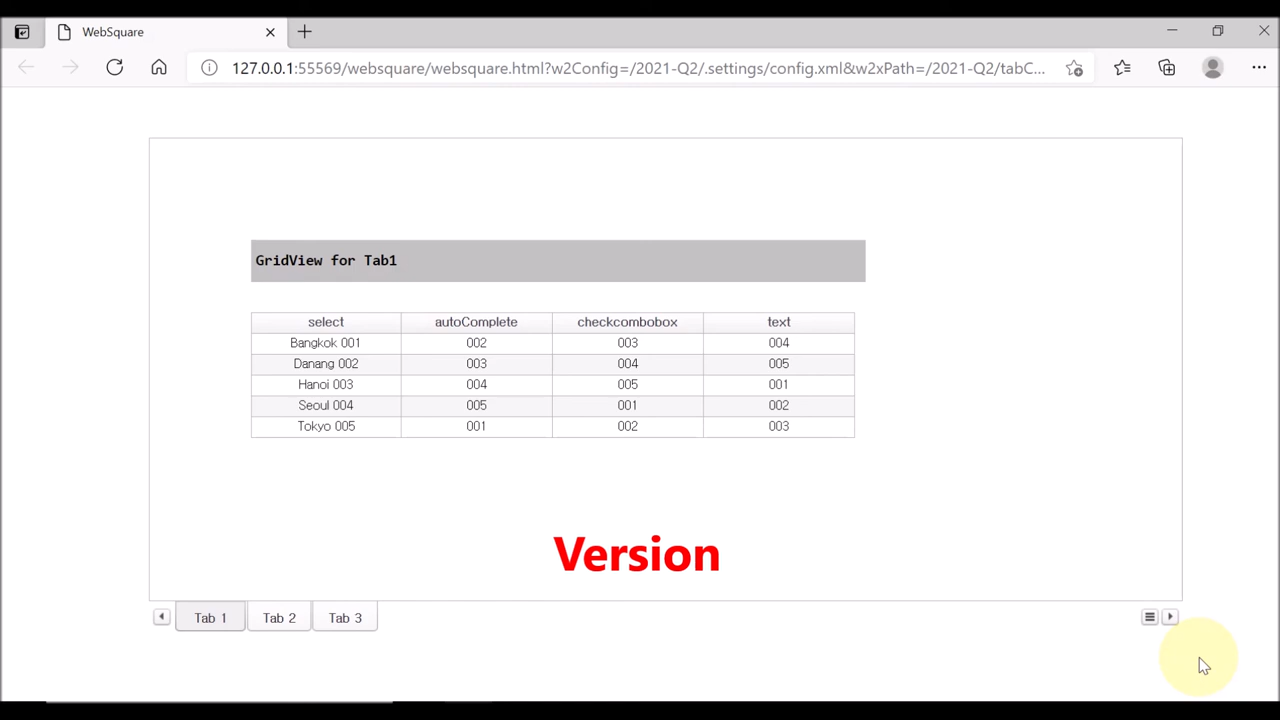 WebSquare
127.0.0.1:55569/websquare/websquare.html?w2Config=/2021-Q2/.settings/config.xml&w2xPath=/2021-Q2/tabC...
GridView for Tab1
select autoComplete checkcombobox text
Bangkok 001 002 003 004
Danang 002 003 004 005
Hanoi 003 004 005 001
Seoul 004 005 001 002
Tokyo 005 001 002 003
Version
Tab 1 Tab 2 Tab 3